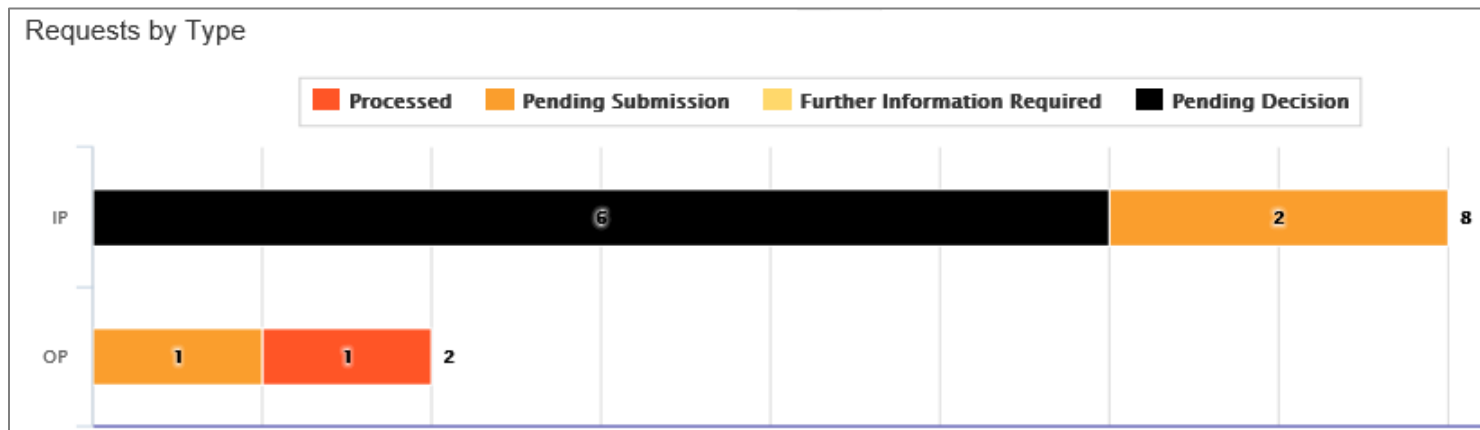 Requests by Type
Processed Pending Submission Further Information Required Pending Decision
IP 6 2 8
OP 1 1 2